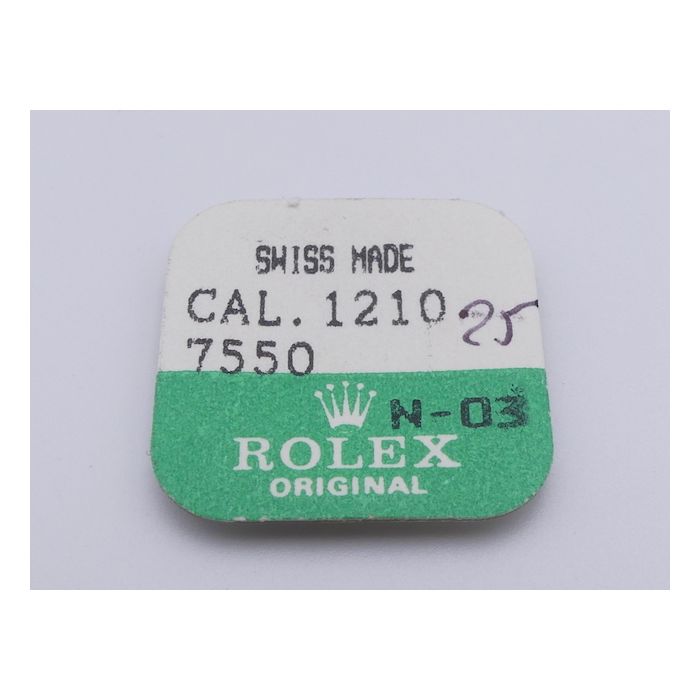 SWISS MADE
CAL. 1210 25
7550
N-03
ROLEX
ORIGINAL